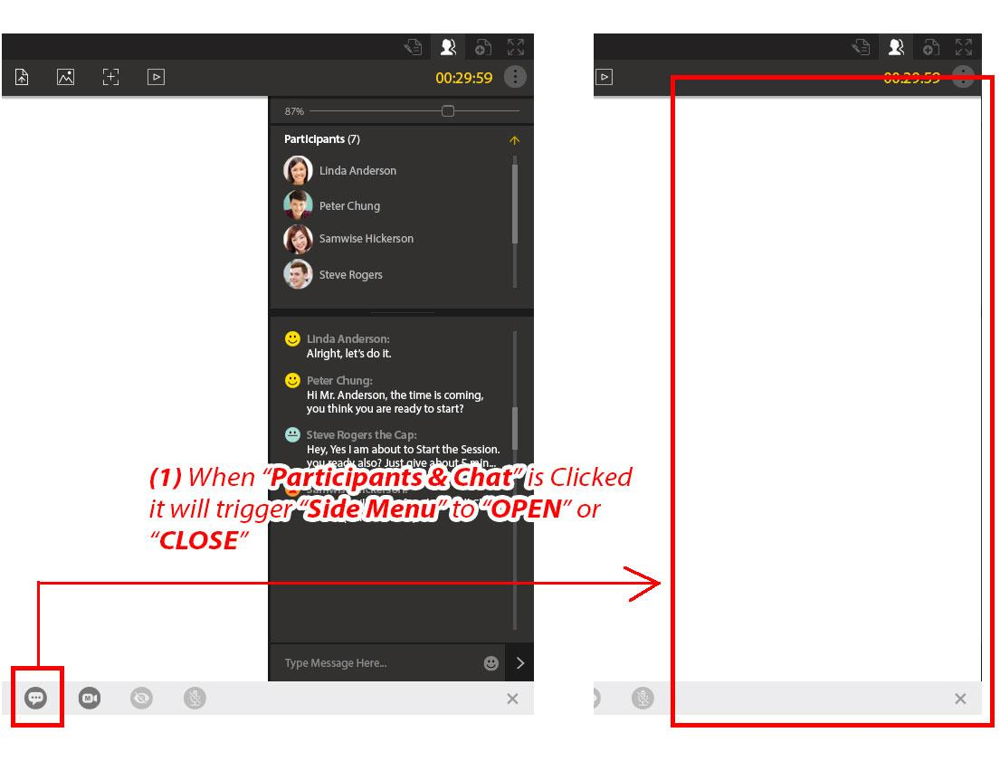 00:29:59
87%
Participants (7)
Linda Anderson
Peter Chung
Samwise Hickerson
Steve Rogers
Linda Anderson:
Alright, let's do it.
Peter Chung:
Hi Mr. Anderson, the time is coming,
you think you are ready to start?
Steve Rogers the Cap:
Hey, Yes I am about to Start the Session.
you ready also? Just give about 5 min...
(1) When “Participants & Chat” is Clicked
it will trigger “Side Menu” to “OPEN” or
“CLOSE”
Type Message Here...
M
00:29:59